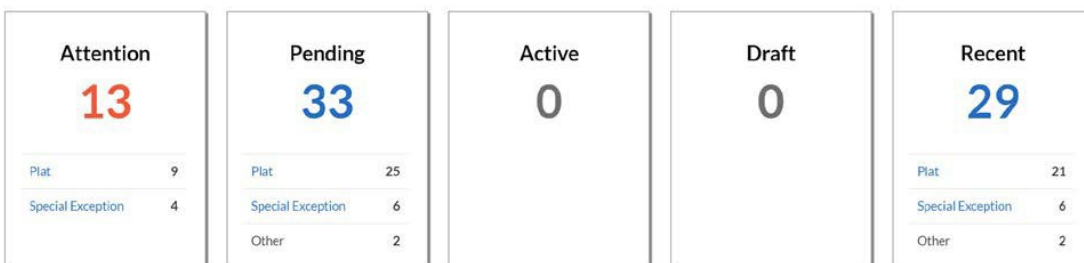 Attention
13
Plat 9
Special Exception 4
Pending
33
Plat 25
Special Exception 6
Other 2
Active
0
Draft
0
Recent
29
Plat 21
Special Exception 6
Other 2